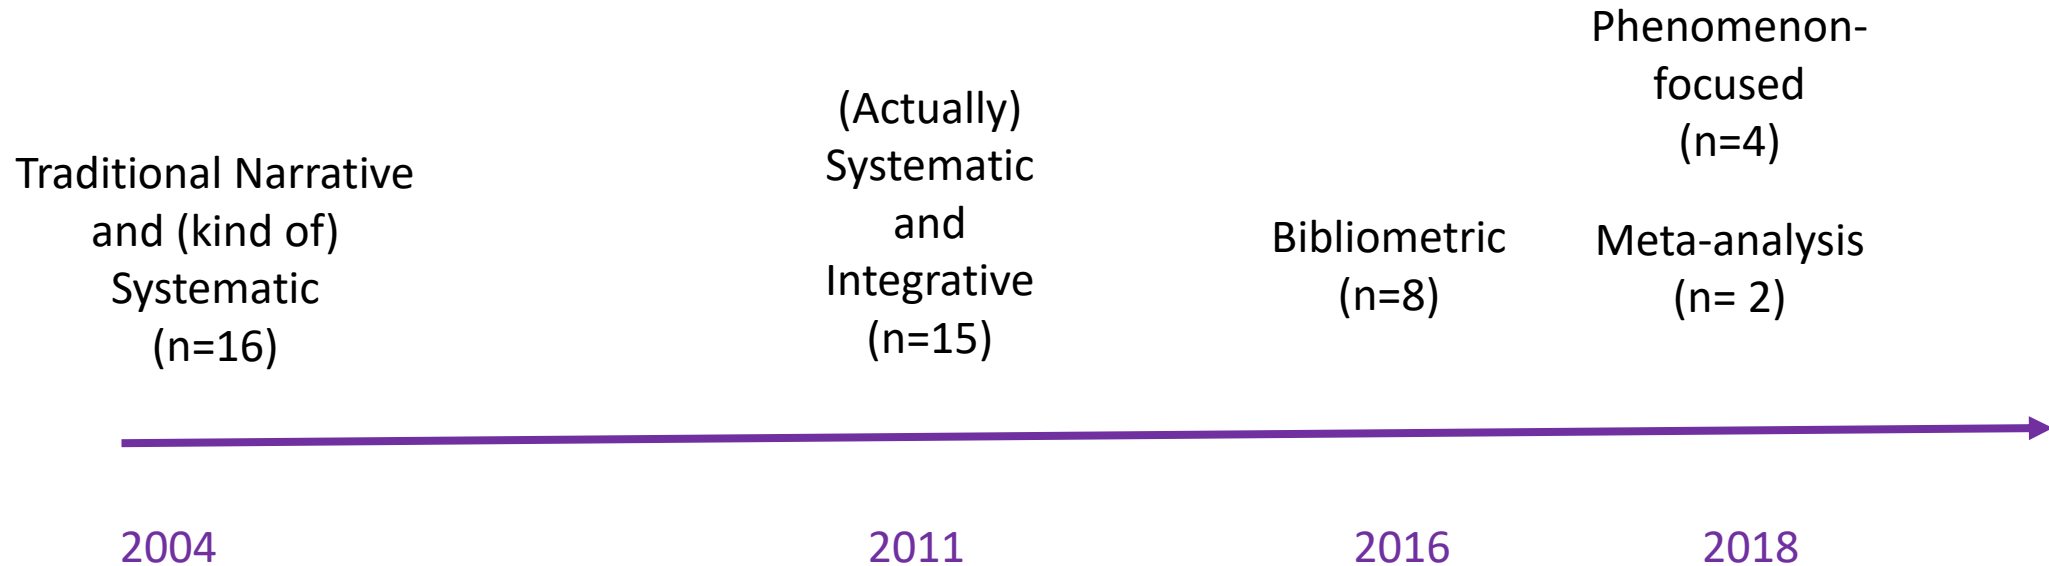 Traditional Narrative
and (kind of)
Systematic
(n=16)
(Actually)
Systematic
and
Integrative
(n=15)
Bibliometric
(n=8)
Phenomenon-
focused
(n=4)
Meta-analysis
(n= 2)
2004
2011
2016
2018